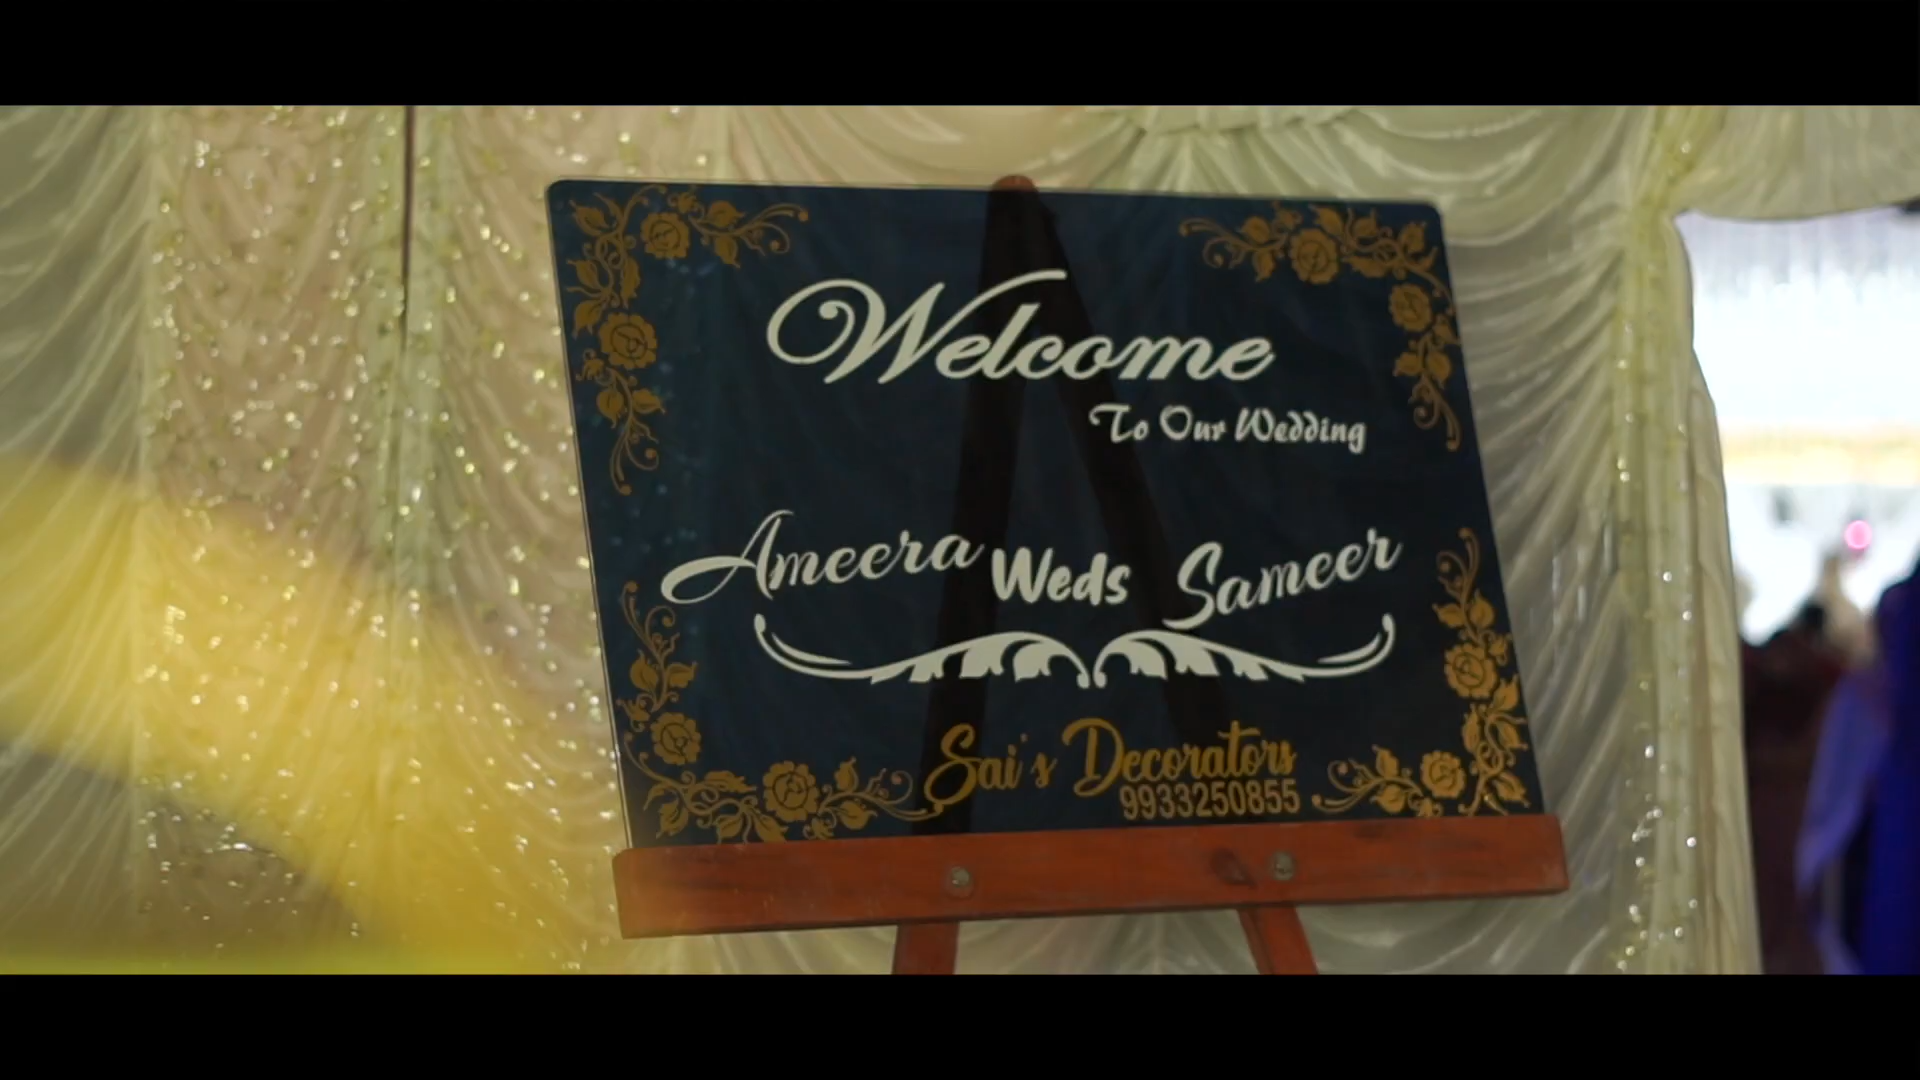 Welcome
To Our Wedding
Ameera Weds Sameer
Sai's Decorators
9933250855